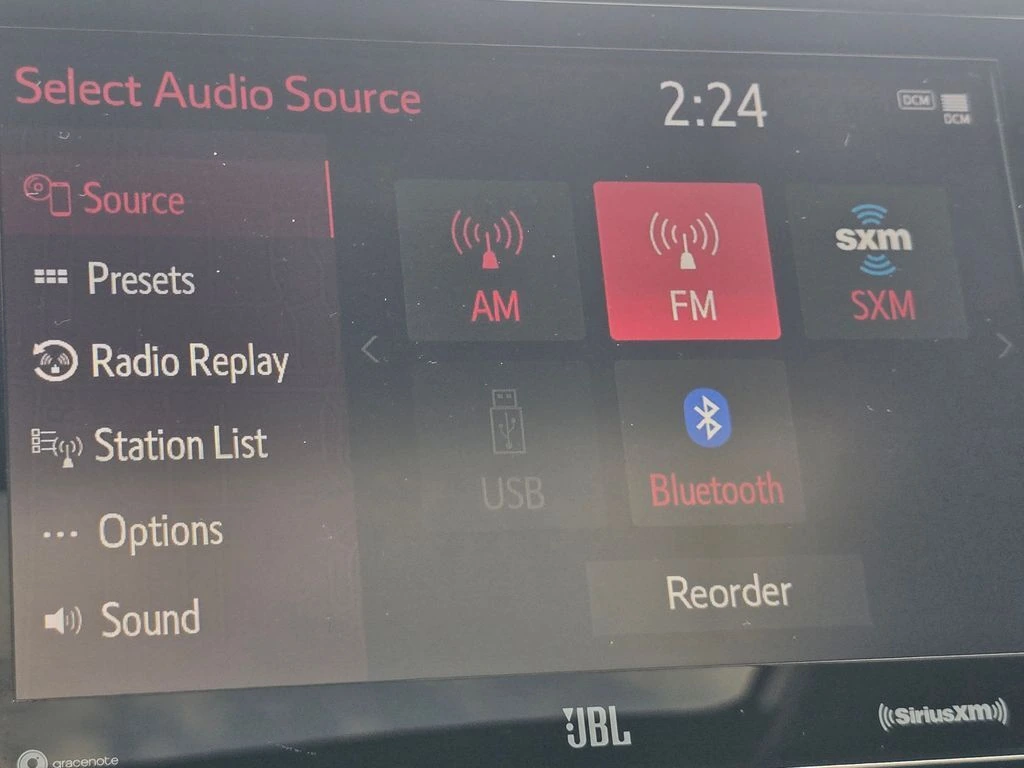 Select Audio Source
2:24
DCM
DCM
Source
Presets
Radio Replay
Station List
Options
Sound
AM
FM
sxm
SXM
USB
Bluetooth
Reorder
gracenote
JBL
SiriusXM